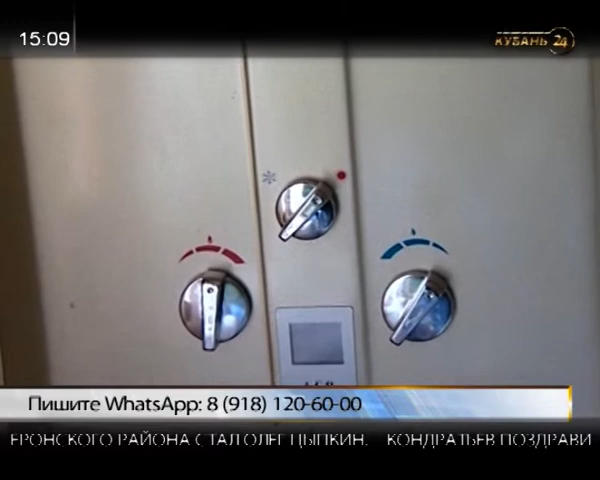 15:09
КУБАНЬ 24
Пишите WhatsApp: 8 (918) 120-60-00
ЕРОНСКОГО РАЙОНА СТАЛ ОЛЕГ ЦЫПКИН. КОНДРАТЬЕВ ПОЗДРАВИ